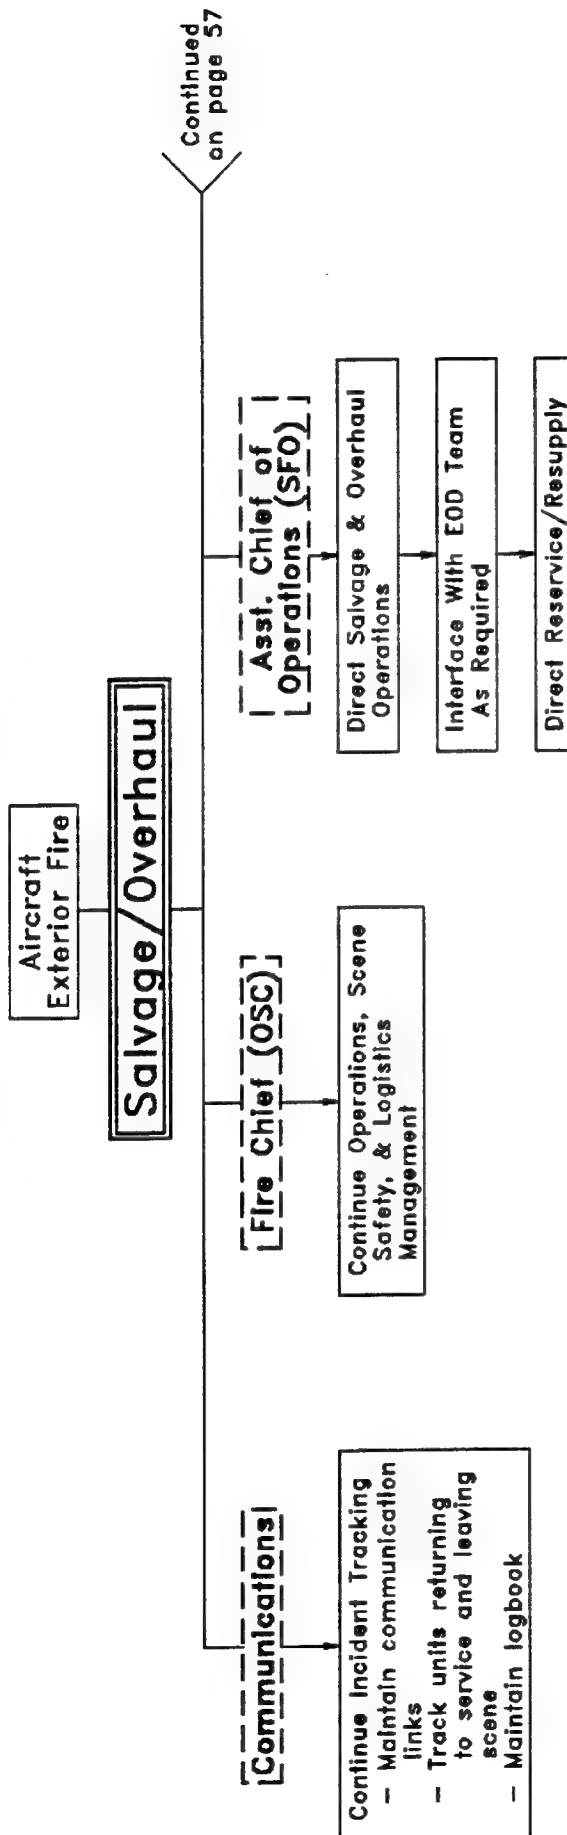 Aircraft
Exterior Fire
Salvage/Overhaul
Continued
on page 57
Communications
Continue Incident Tracking
– Maintain communication
links
– Track units returning
to service and leaving
scene
– Maintain logbook
Fire Chief (OSC)
Continue Operations, Scene
Safety, & Logistics
Management
Asst. Chief of
Operations (SFO)
Direct Salvage & Overhaul
Operations
Interface With EOD Team
As Required
Direct Reservice/Resupply